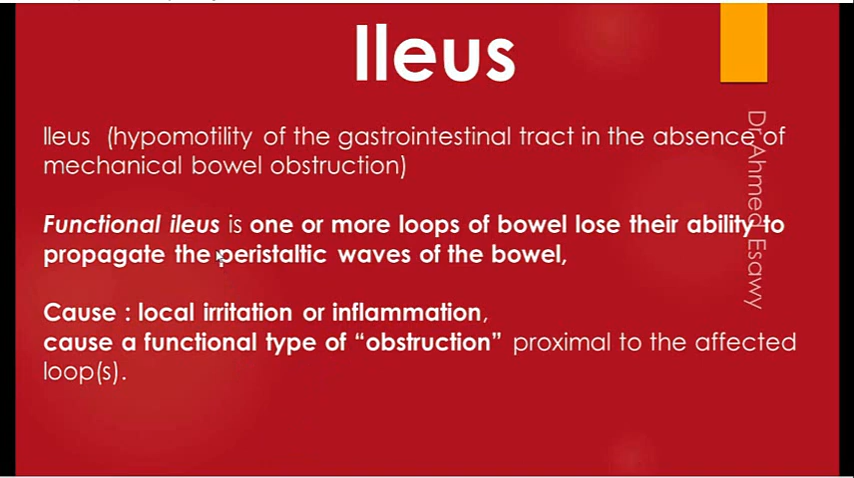 Ileus
Ileus (hypomotility of the gastrointestinal tract in the absence of
mechanical bowel obstruction)
Functional ileus is one or more loops of bowel lose their ability to
propagate the peristaltic waves of the bowel,
Cause : local irritation or inflammation,
cause a functional type of “obstruction” proximal to the affected
loop(s).
Dr Ahmed Esawy